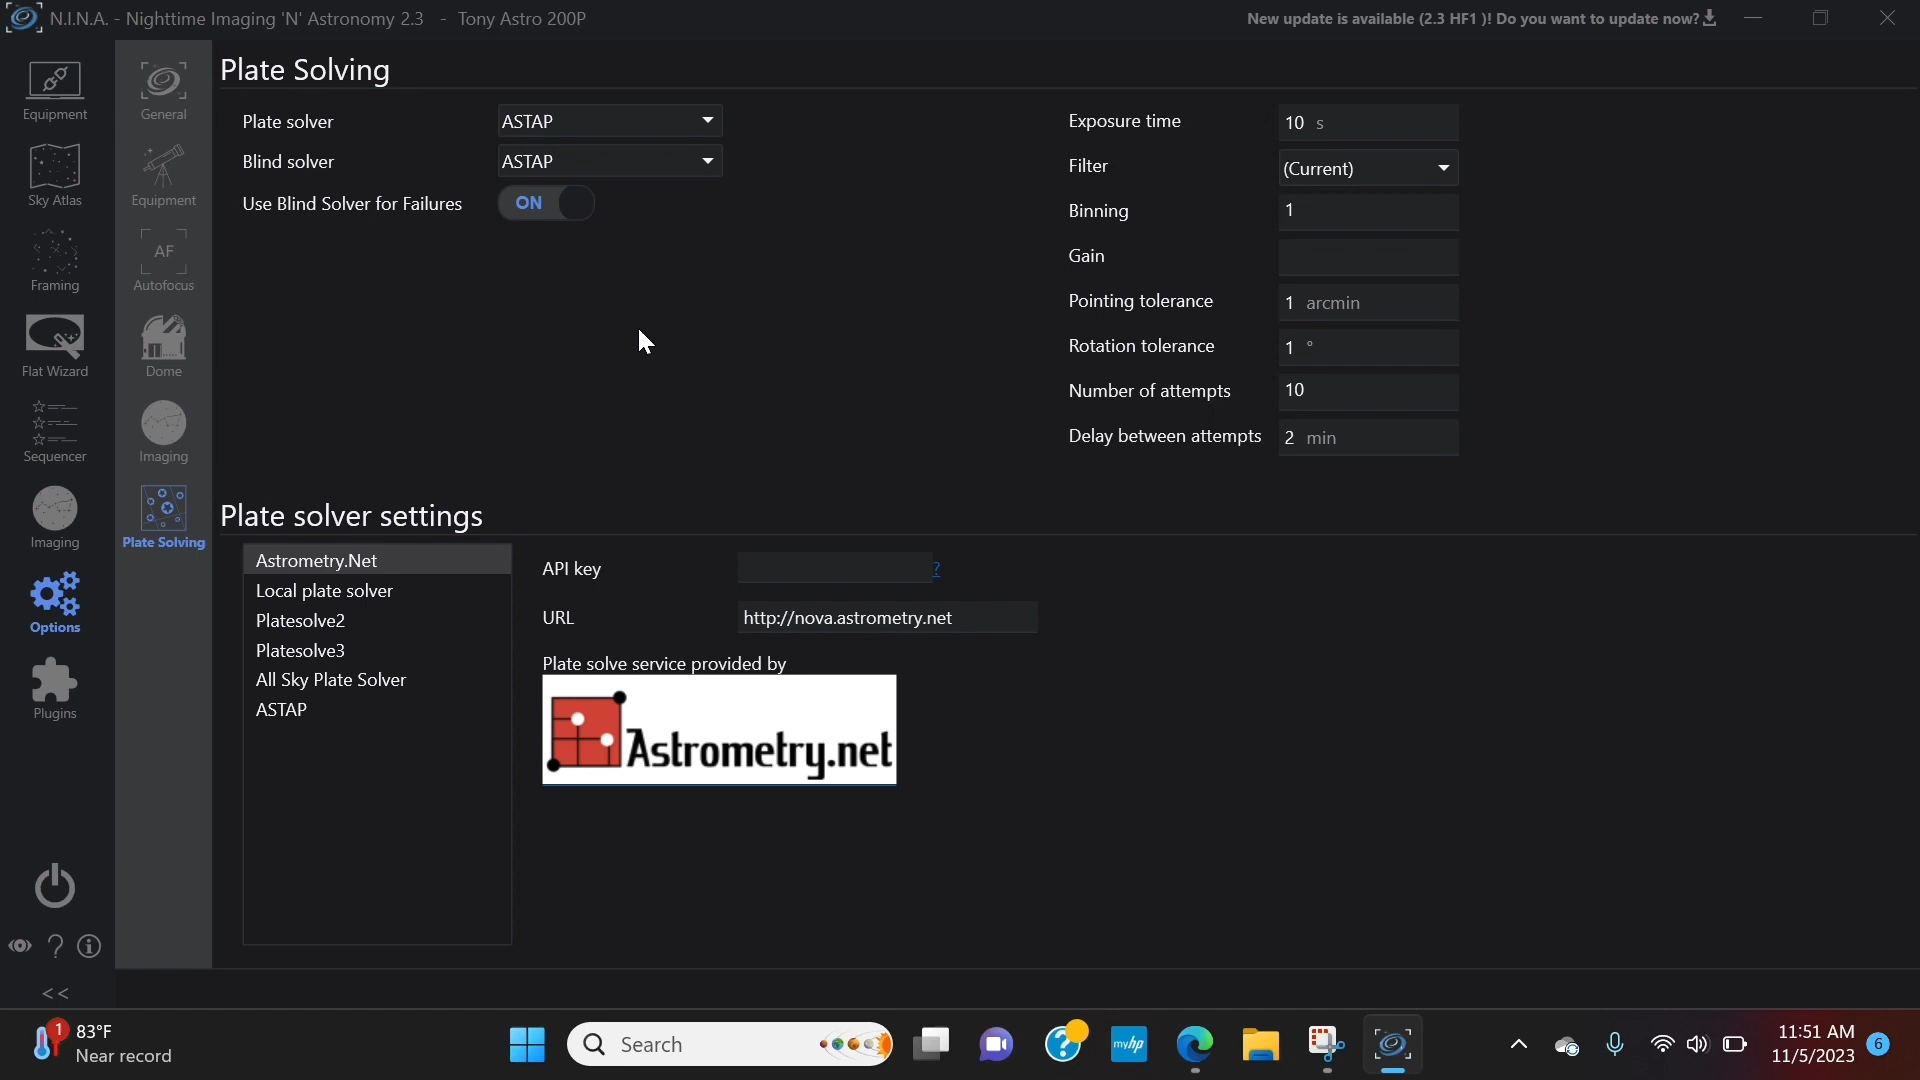 N.I.N.A. - Nighttime Imaging 'N' Astronomy 2.3 - Tony Astro 200P
New update is available (2.3 HF1 )! Do you want to update now?
Equipment
Sky Atlas
Framing
Flat Wizard
Sequencer
Imaging
Options
Plugins
<<
General
Equipment
AF
Autofocus
Dome
Imaging
Plate Solving
Plate Solving
Plate solver ASTAP
Blind solver ASTAP
Use Blind Solver for Failures ON
Exposure time 10 s
Filter (Current)
Binning 1
Gain
Pointing tolerance 1 arcmin
Rotation tolerance 1 °
Number of attempts 10
Delay between attempts 2 min
Plate solver settings
Astrometry.Net
Local plate solver
Platesolve2
Platesolve3
All Sky Plate Solver
ASTAP
API key ?
URL http://nova.astrometry.net
Plate solve service provided by
Astrometry.net
1 83°F
Near record
Search
myhp
11:51 AM
11/5/2023 6